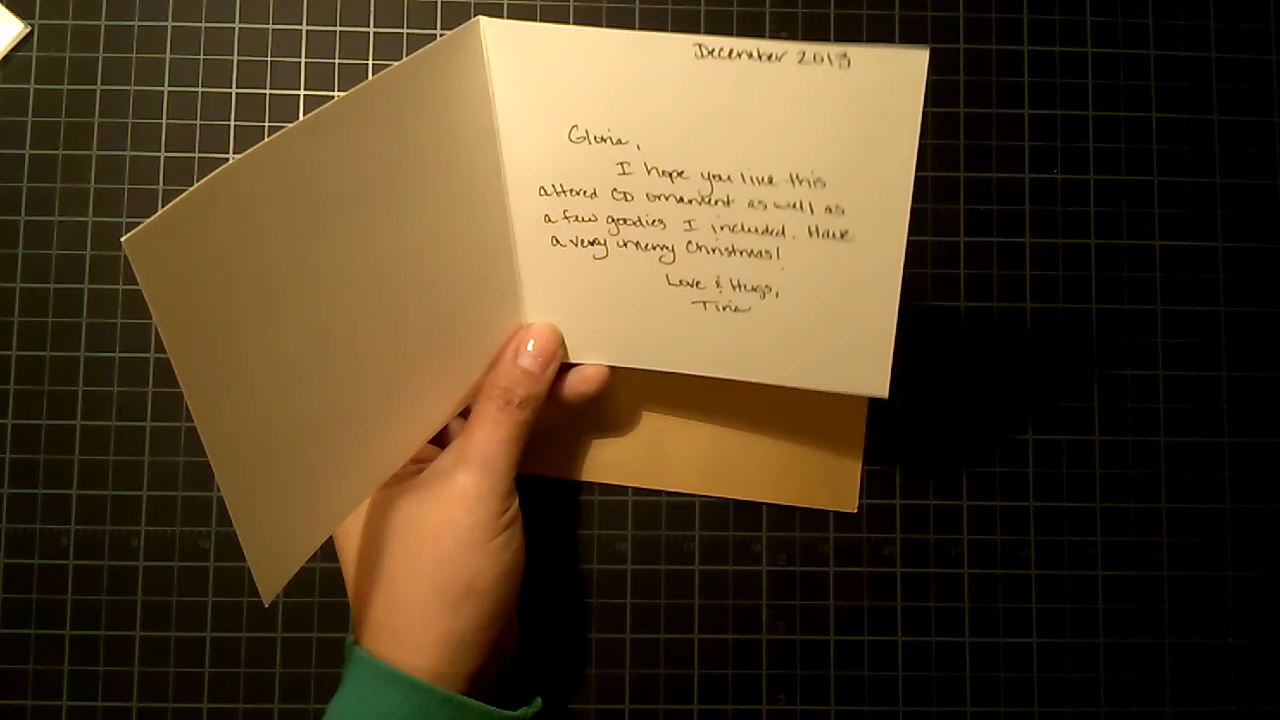 December 2013
Gloria,
I hope you like this
altered CD ornament as well as
a few goodies I included. Have
a very merry Christmas!
Love & Hugs,
Tina